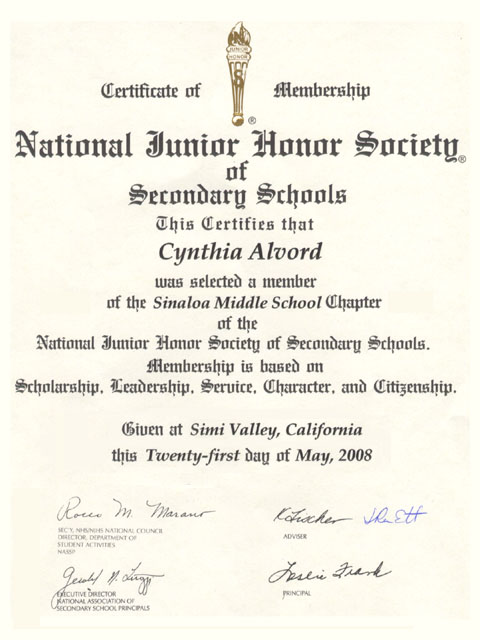 JUNIOR
HONOR
Certificate of Membership
®
National Junior Honor Society®
of
Secondary Schools
This Certifies that
Cynthia Alvord
was selected a member
of the Sinaloa Middle School Chapter
of the
National Junior Honor Society of Secondary Schools.
Membership is based on
Scholarship, Leadership, Service, Character, and Citizenship.
Given at Simi Valley, California
this Twenty-first day of May, 2008
Rocco M. Marano
SEC'Y, NHS/NJHS NATIONAL COUNCIL
DIRECTOR, DEPARTMENT OF
STUDENT ACTIVITIES
NASSP
ADVISER
EXECUTIVE DIRECTOR
NATIONAL ASSOCIATION OF
SECONDARY SCHOOL PRINCIPALS
Leslie Frank
PRINCIPAL